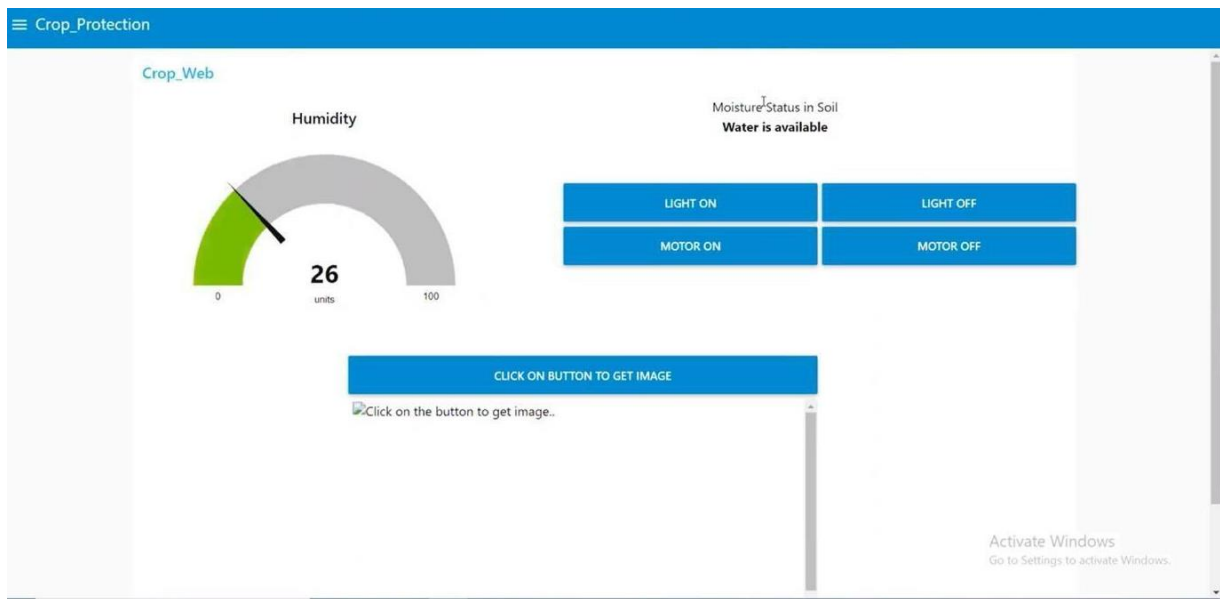 Crop_Protection
Crop_Web
Humidity
26
units
0
100
Moisture Status in Soil
Water is available
LIGHT ON
LIGHT OFF
MOTOR ON
MOTOR OFF
CLICK ON BUTTON TO GET IMAGE
Click on the button to get image..
Activate Windows
Go to Settings to activate Windows.